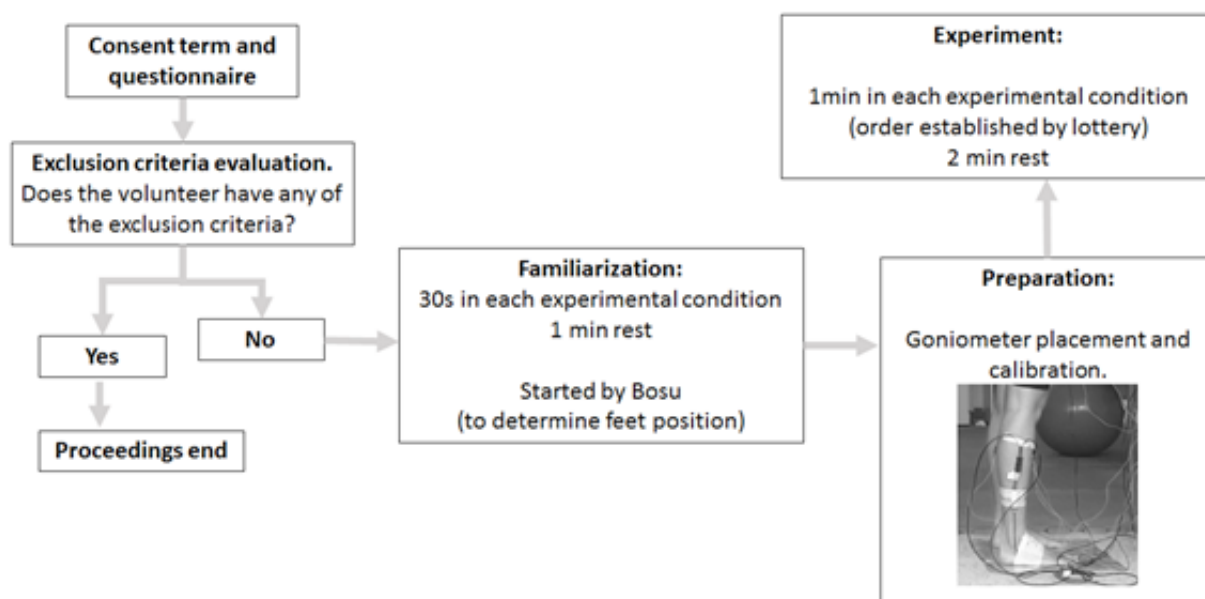 Consent term and
questionnaire
Exclusion criteria evaluation.
Does the volunteer have any of
the exclusion criteria?
Yes
No
Proceedings end
Familiarization:
30s in each experimental condition
1 min rest
Started by Bosu
(to determine feet position)
Preparation:
Goniometer placement and
calibration.
Experiment:
1min in each experimental condition
(order established by lottery)
2 min rest